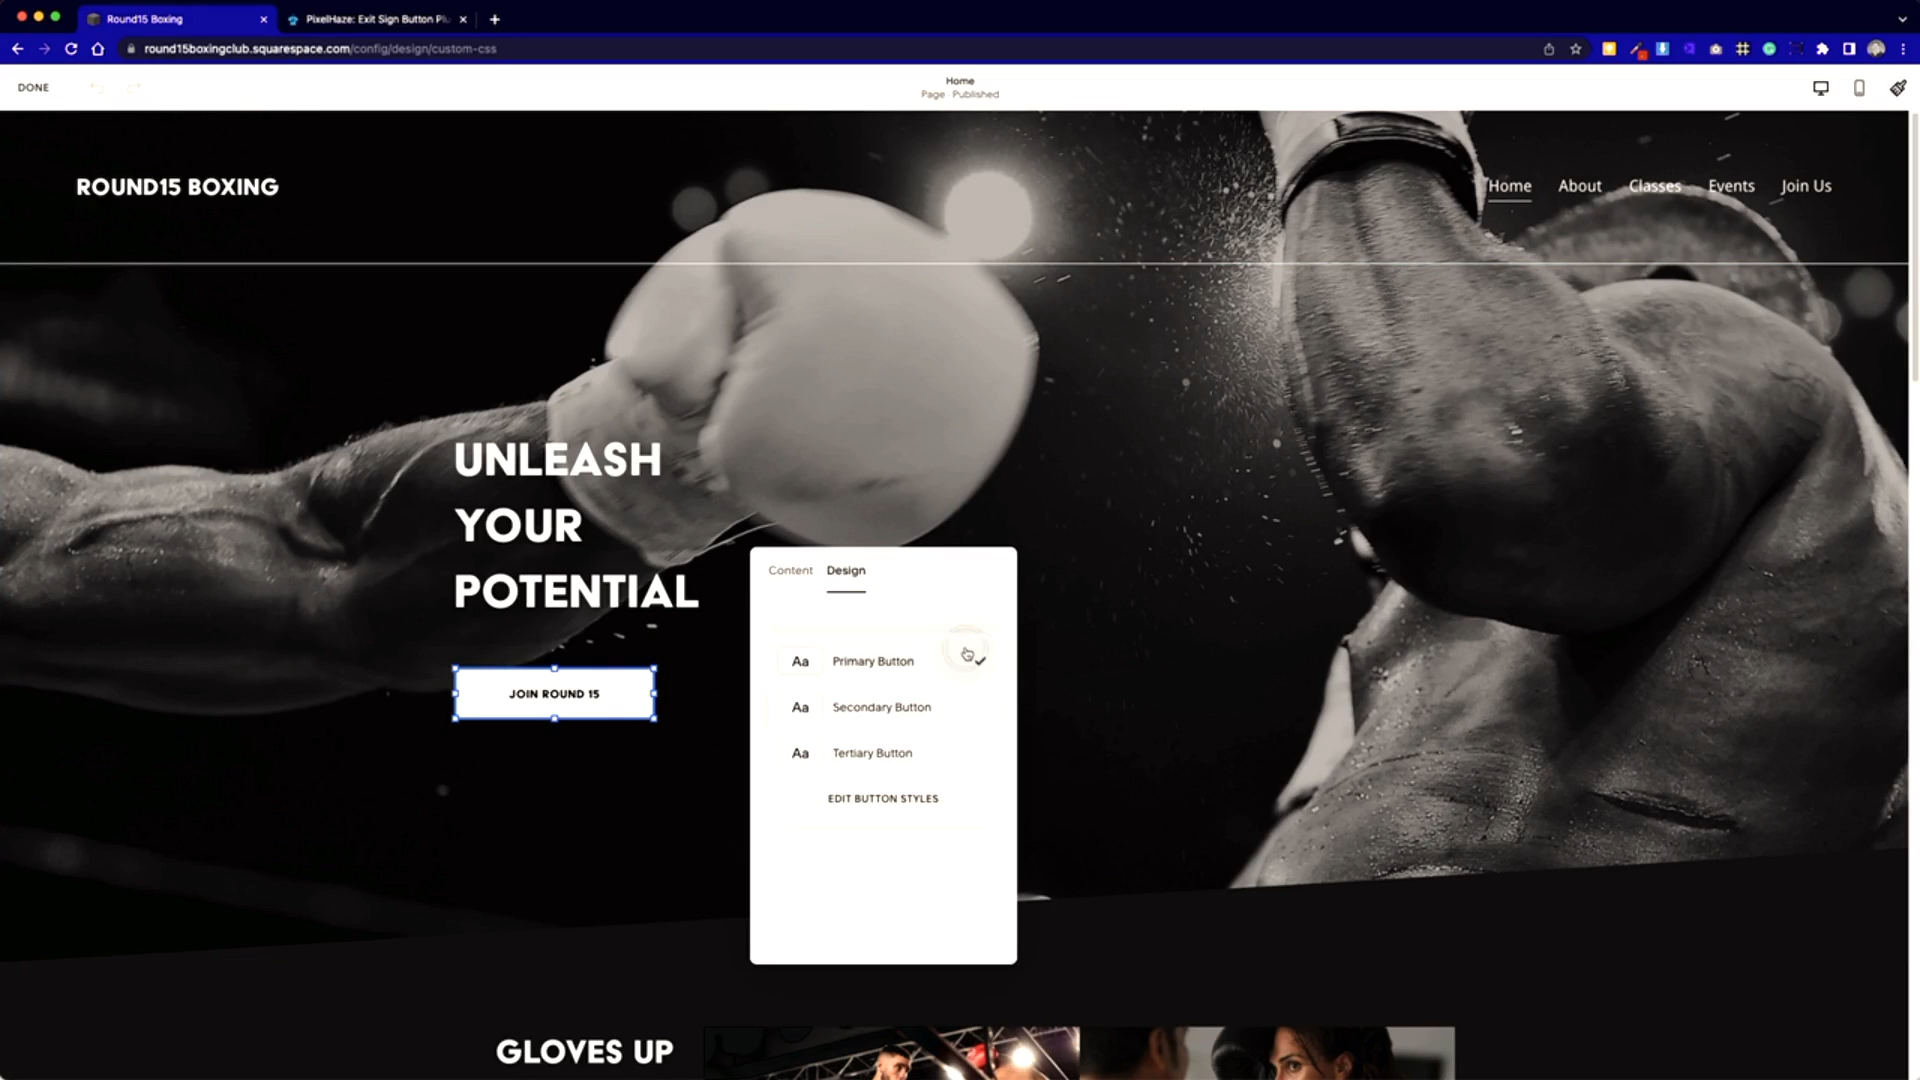 Round15 Boxing
PixelHaze: Exit Sign Button Plu
round15boxingclub.squarespace.com/config/design/custom-css
DONE
Home
Page · Published
ROUND15 BOXING
Home About Classes Events Join Us
UNLEASH
YOUR
POTENTIAL
JOIN ROUND 15
Content Design
Aa Primary Button
Aa Secondary Button
Aa Tertiary Button
EDIT BUTTON STYLES
GLOVES UP